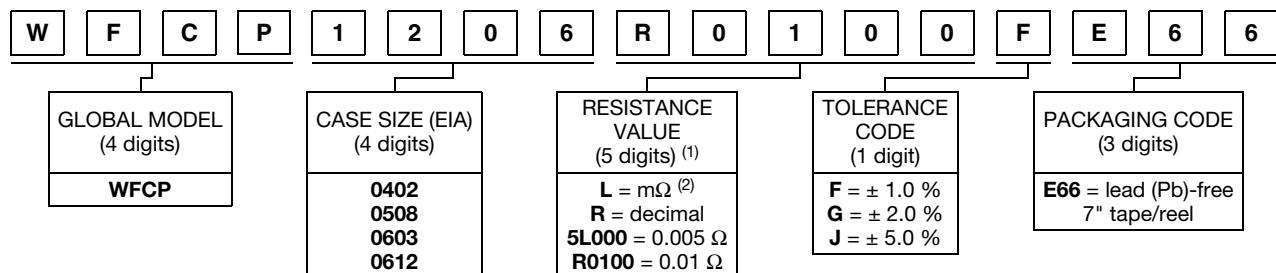 W F C P 1 2 0 6 R 0 1 0 0 F E 6 6
GLOBAL MODEL
(4 digits)
WFCP
CASE SIZE (EIA)
(4 digits)
0402
0508
0603
0612
RESISTANCE
VALUE
(5 digits) (1)
L = mΩ (2)
R = decimal
5L000 = 0.005 Ω
R0100 = 0.01 Ω
TOLERANCE
CODE
(1 digit)
F = ± 1.0 %
G = ± 2.0 %
J = ± 5.0 %
PACKAGING CODE
(3 digits)
E66 = lead (Pb)-free
7" tape/reel